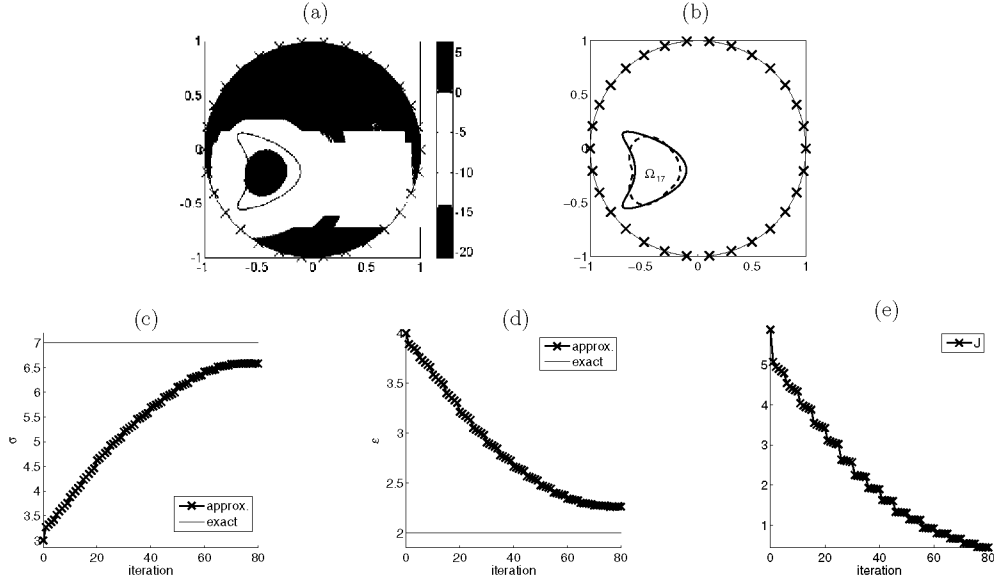 (a)
(b)
1
0.5
0
-0.5
-1
-1 -0.5 0 0.5 1
5
0
-5
-10
-15
-20
1
0.5
0
-0.5
-1
-1 -0.5 0 0.5 1
Ω17
(c)
(d)
(e)
7
6.5
6
5.5
5
4.5
4
3.5
3
σ
0 20 40 60 80
iteration
approx.
exact
4
3.5
3
2.5
2
ε
0 20 40 60 80
iteration
approx.
exact
5
4
3
2
1
0 20 40 60 80
iteration
J